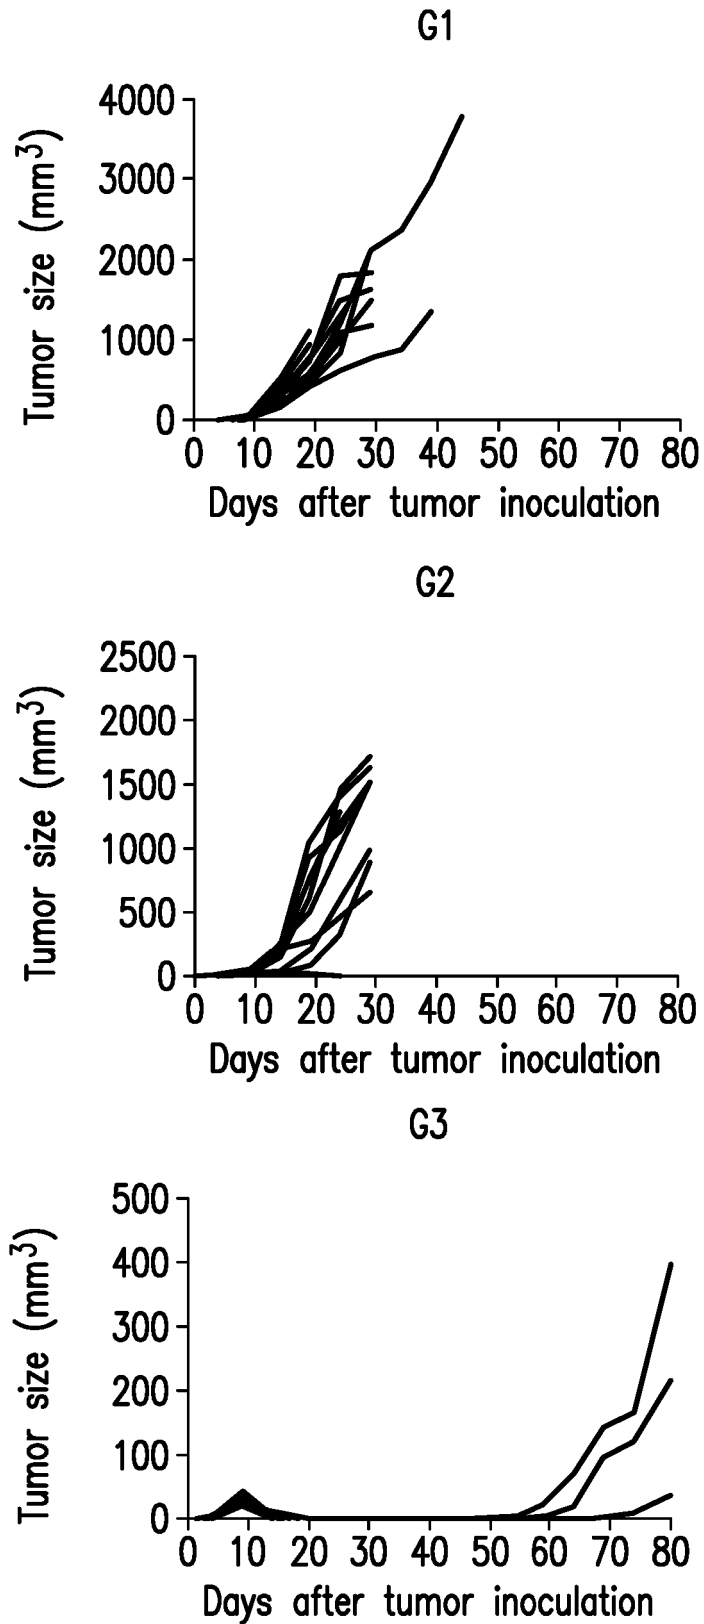 G1
Tumor size (mm³)
4000
3000
2000
1000
0
0 10 20 30 40 50 60 70 80
Days after tumor inoculation
G2
Tumor size (mm³)
2500
2000
1500
1000
500
0
0 10 20 30 40 50 60 70 80
Days after tumor inoculation
G3
Tumor size (mm³)
500
400
300
200
100
0
0 10 20 30 40 50 60 70 80
Days after tumor inoculation